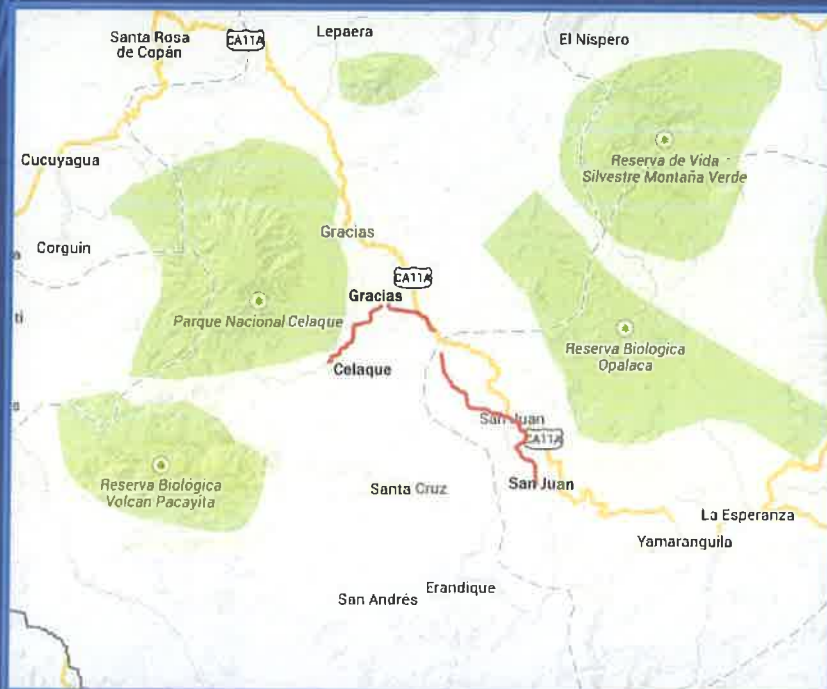 Santa Rosa
de Copán
CA11A
Lepaera
El Níspero
Cucuyagua
Reserva de Vida
Silvestre Montaña Verde
Corguin
Gracias
CA11A
Gracias
Parque Nacional Celaque
ti
Reserva Biologica
Opalaca
Celaque
San Juan
CA11A
Reserva Biológica
Volcan Pacayita
Santa Cruz
San Juan
La Esperanza
Yamaranguila
Erandique
San Andrés